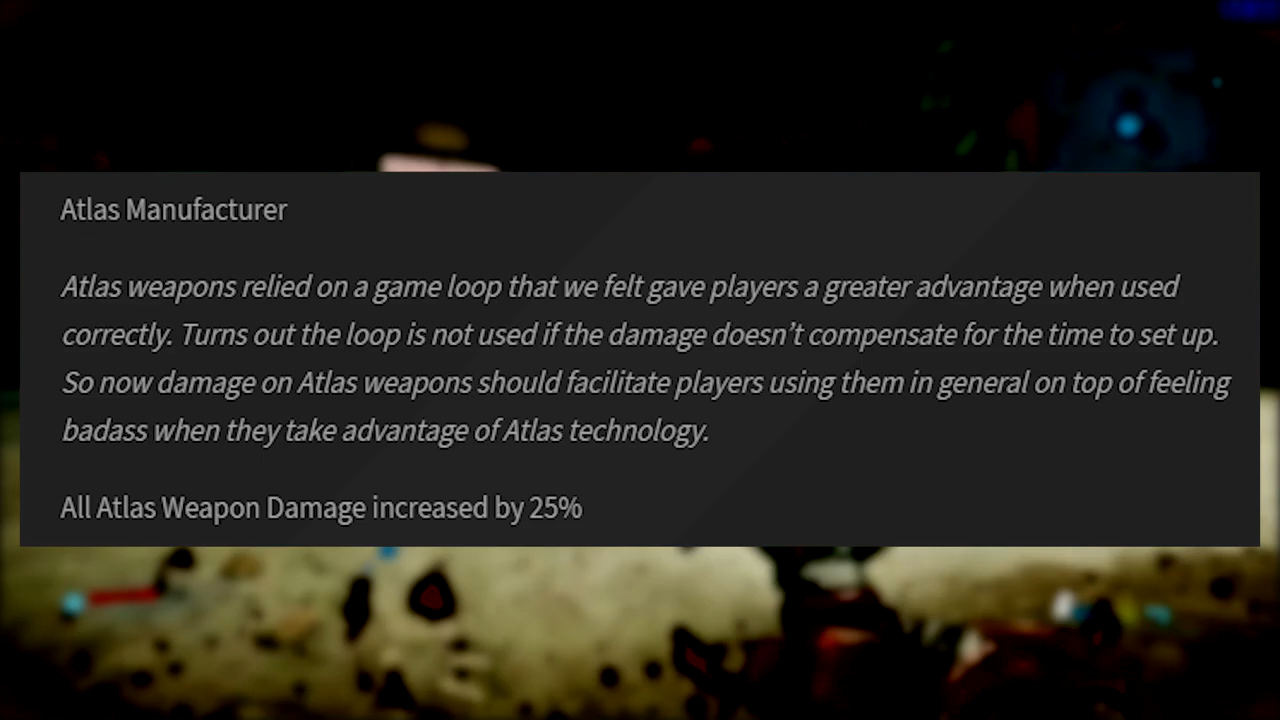 Atlas Manufacturer
Atlas weapons relied on a game loop that we felt gave players a greater advantage when used
correctly. Turns out the loop is not used if the damage doesn’t compensate for the time to set up.
So now damage on Atlas weapons should facilitate players using them in general on top of feeling
badass when they take advantage of Atlas technology.
All Atlas Weapon Damage increased by 25%